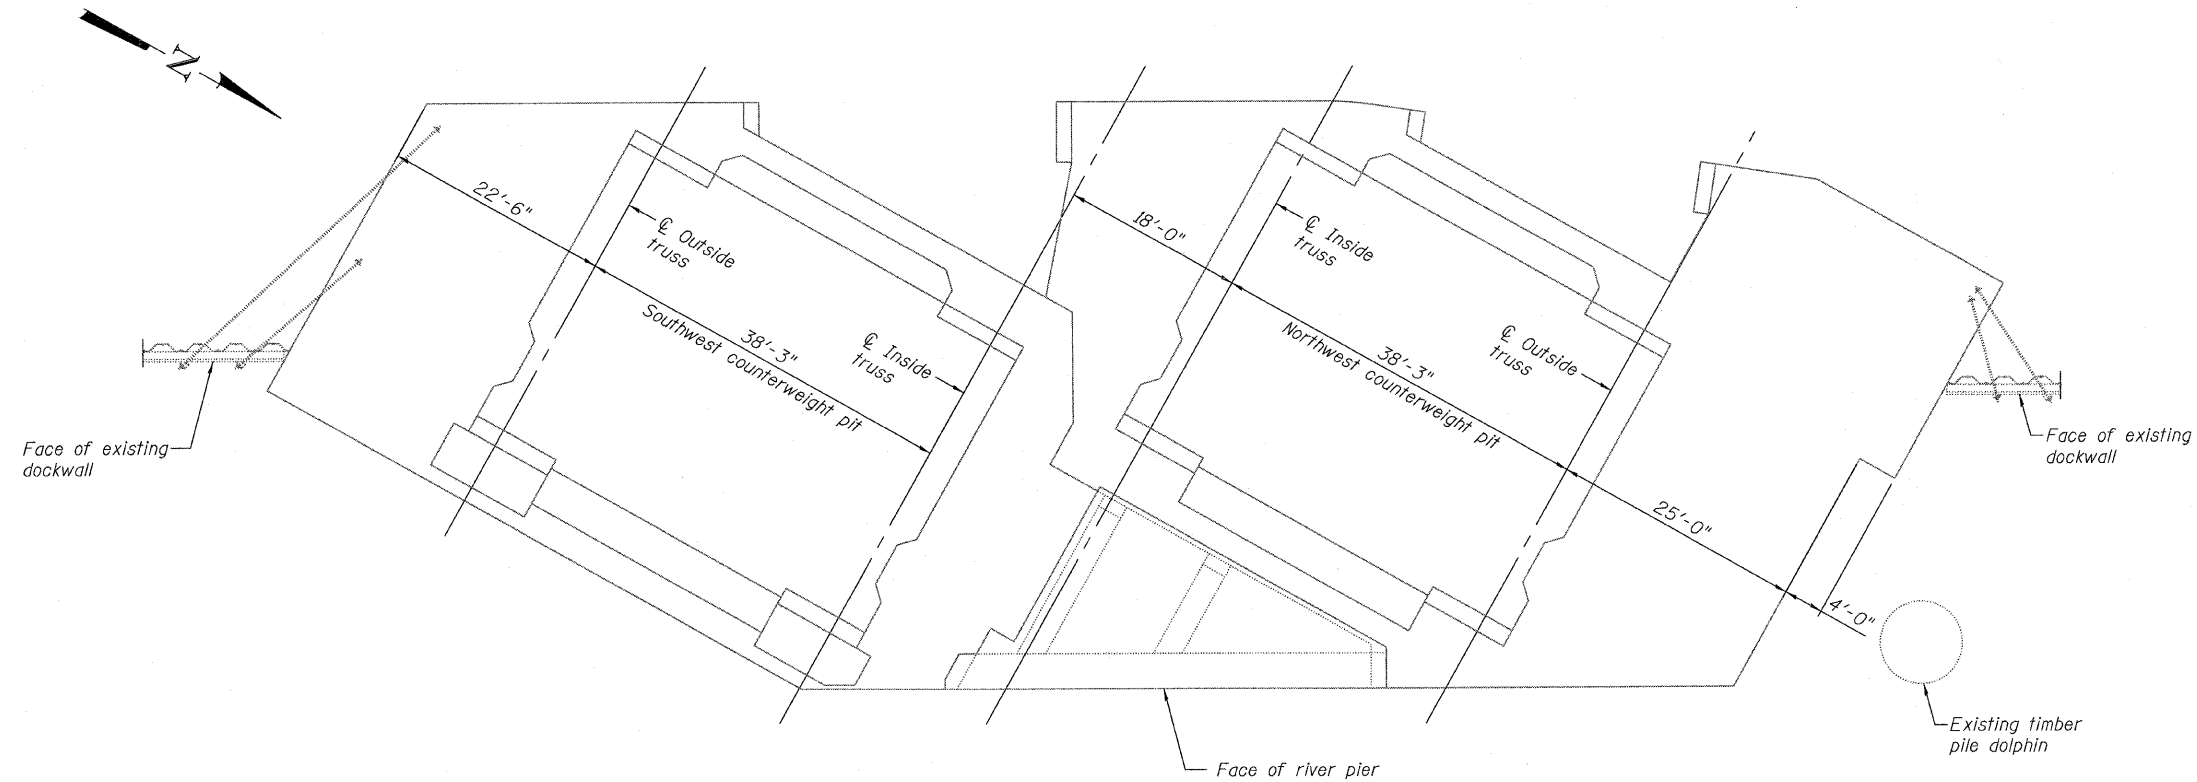 N
22'-6"
℄ Outside
truss
38'-3"
Southwest counterweight pit
℄ Inside
truss
18'-0"
℄ Inside
truss
38'-3"
Northwest counterweight pit
℄ Outside
truss
25'-0"
4'-0"
Face of existing
dockwall
Face of existing
dockwall
Existing timber
pile dolphin
Face of river pier